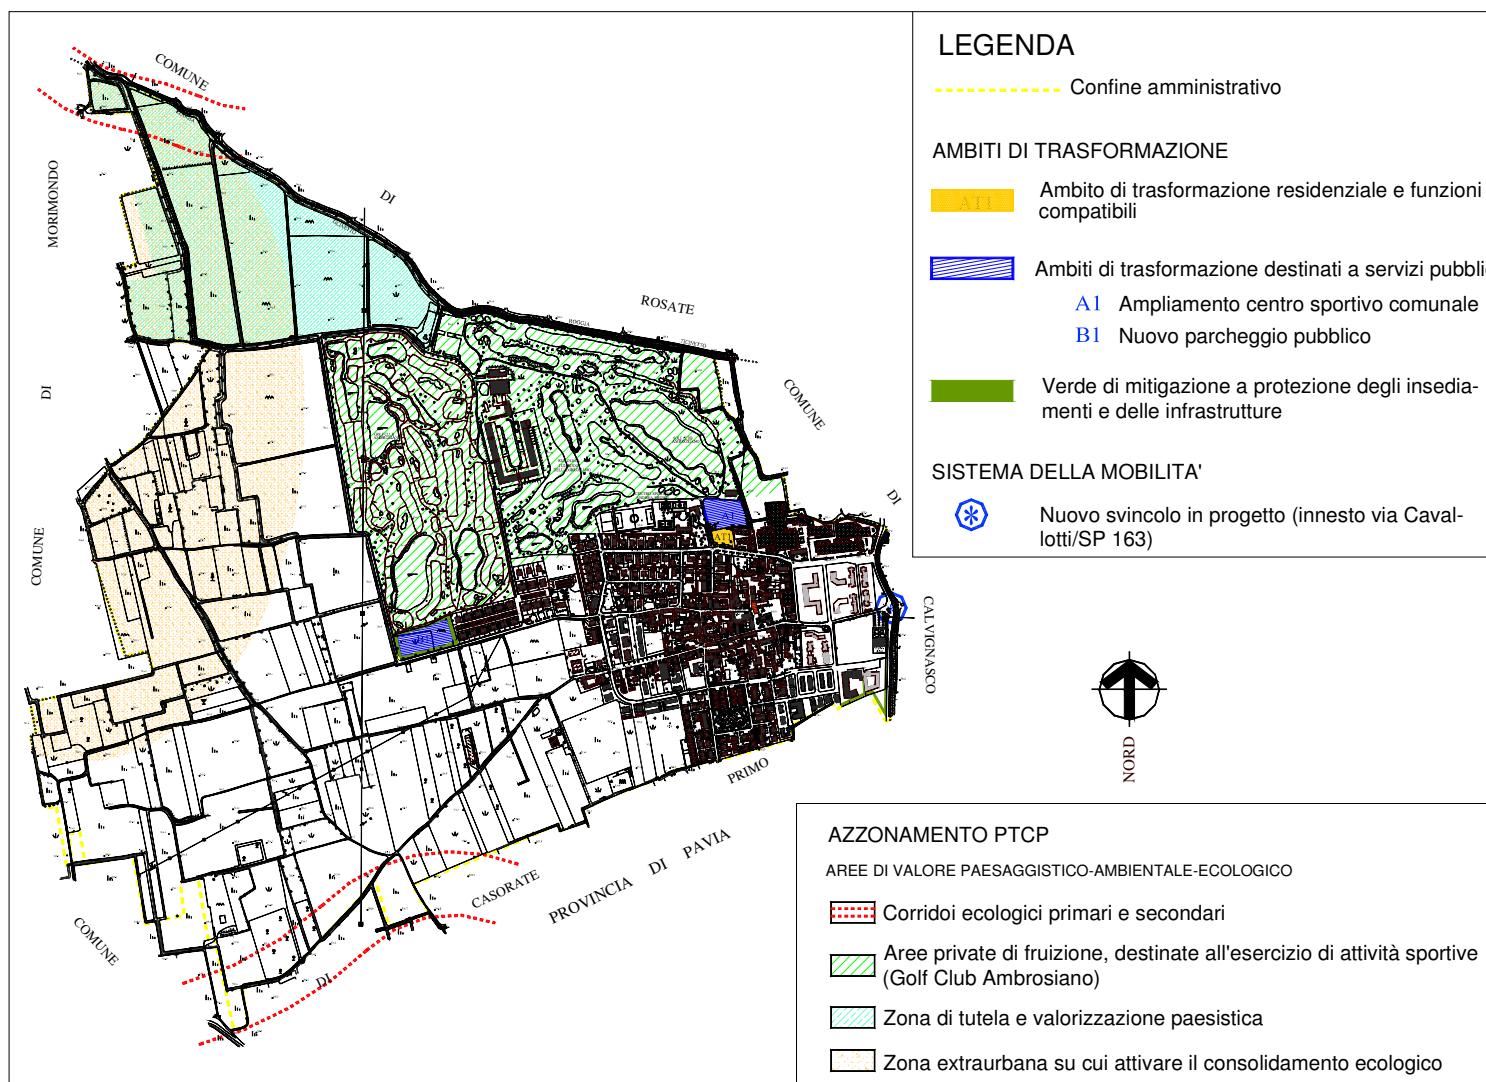 LEGENDA
Confine amministrativo
AMBITI DI TRASFORMAZIONE
AT1
Ambito di trasformazione residenziale e funzioni
compatibili
Ambiti di trasformazione destinati a servizi pubblic
A1 Ampliamento centro sportivo comunale
B1 Nuovo parcheggio pubblico
Verde di mitigazione a protezione degli insedia-
menti e delle infrastrutture
SISTEMA DELLA MOBILITA'
Nuovo svincolo in progetto (innesto via Caval-
lotti/SP 163)
COMUNE
DI
ROSATE
MORIMONDO
DI
COMUNE
COMUNE
DI
CALVIGNASCO
ROGGIA
TICINELLO
AT1
NORD
COMUNE
DI
CASORATE
PRIMO
PROVINCIA DI PAVIA
AZZONAMENTO PTCP
AREE DI VALORE PAESAGGISTICO-AMBIENTALE-ECOLOGICO
Corridoi ecologici primari e secondari
Aree private di fruizione, destinate all'esercizio di attività sportive
(Golf Club Ambrosiano)
Zona di tutela e valorizzazione paesistica
Zona extraurbana su cui attivare il consolidamento ecologico